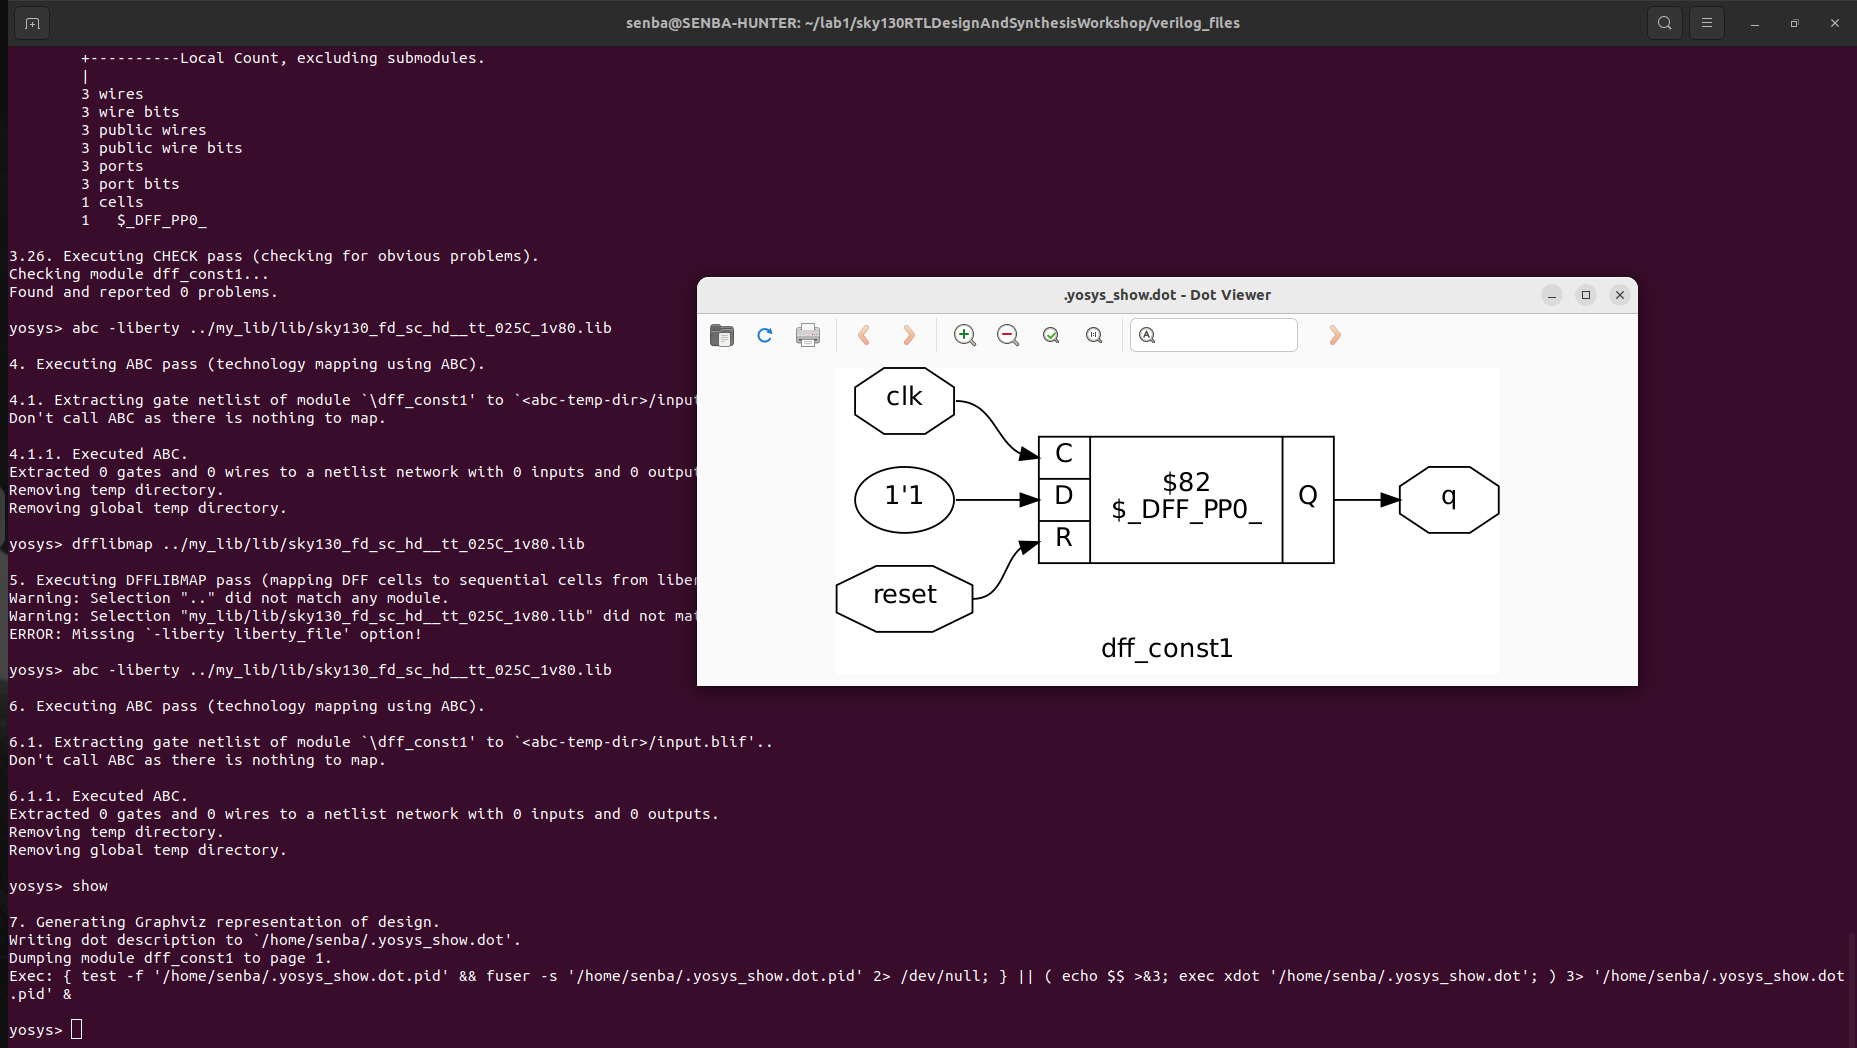 senba@SENBA-HUNTER: ~/lab1/sky130RTLDesignAndSynthesisWorkshop/verilog_files
+----------Local Count, excluding submodules.
|
3 wires
3 wire bits
3 public wires
3 public wire bits
3 ports
3 port bits
1 cells
1   $_DFF_PP0_
3.26. Executing CHECK pass (checking for obvious problems).
Checking module dff_const1...
Found and reported 0 problems.
yosys> abc -liberty ../my_lib/lib/sky130_fd_sc_hd__tt_025C_1v80.lib
4. Executing ABC pass (technology mapping using ABC).
4.1. Extracting gate netlist of module `\dff_const1' to `<abc-temp-dir>/input
Don't call ABC as there is nothing to map.
4.1.1. Executed ABC.
Extracted 0 gates and 0 wires to a netlist network with 0 inputs and 0 output
Removing temp directory.
Removing global temp directory.
yosys> dfflibmap ../my_lib/lib/sky130_fd_sc_hd__tt_025C_1v80.lib
5. Executing DFFLIBMAP pass (mapping DFF cells to sequential cells from liber
Warning: Selection ".." did not match any module.
Warning: Selection "my_lib/lib/sky130_fd_sc_hd__tt_025C_1v80.lib" did not mat
ERROR: Missing `-liberty liberty_file' option!
yosys> abc -liberty ../my_lib/lib/sky130_fd_sc_hd__tt_025C_1v80.lib
6. Executing ABC pass (technology mapping using ABC).
6.1. Extracting gate netlist of module `\dff_const1' to `<abc-temp-dir>/input.blif'..
Don't call ABC as there is nothing to map.
6.1.1. Executed ABC.
Extracted 0 gates and 0 wires to a netlist network with 0 inputs and 0 outputs.
Removing temp directory.
Removing global temp directory.
yosys> show
7. Generating Graphviz representation of design.
Writing dot description to `/home/senba/.yosys_show.dot'.
Dumping module dff_const1 to page 1.
Exec: { test -f '/home/senba/.yosys_show.dot.pid' && fuser -s '/home/senba/.yosys_show.dot.pid' 2> /dev/null; } || ( echo $$ >&3; exec xdot '/home/senba/.yosys_show.dot'; ) 3> '/home/senba/.yosys_show.dot
.pid' &
yosys>
.yosys_show.dot - Dot Viewer
clk
1'1
reset
C
D
R
$82
$_DFF_PP0_
Q
q
dff_const1